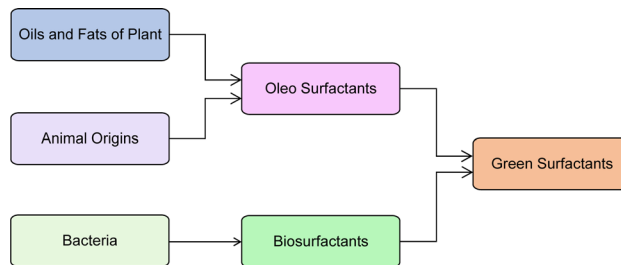 Oils and Fats of Plant
Oleo Surfactants
Animal Origins
Green Surfactants
Bacteria
Biosurfactants